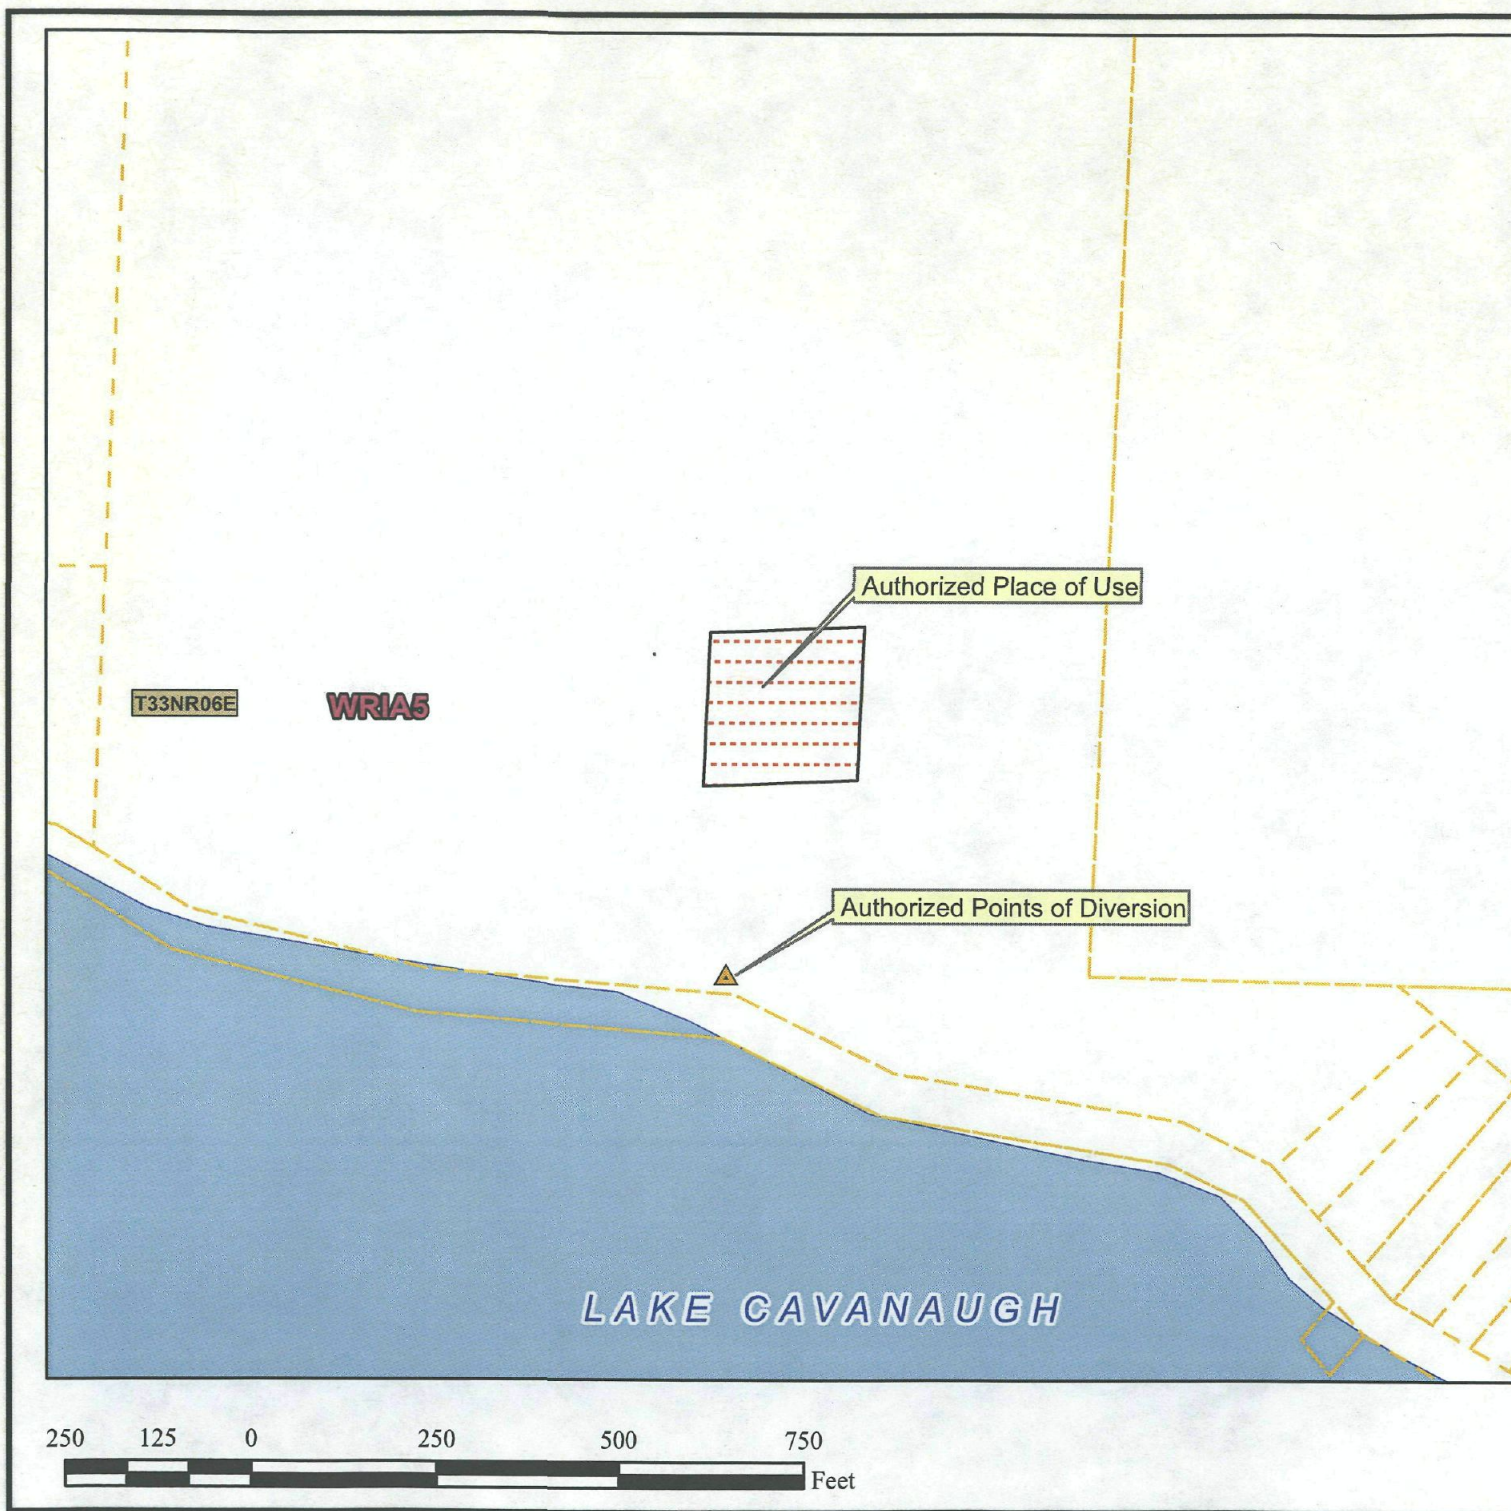 Authorized Place of Use
T33NR06E
WRIA5
Authorized Points of Diversion
LAKE CAVANAUGH
250 125 0 250 500 750
Feet